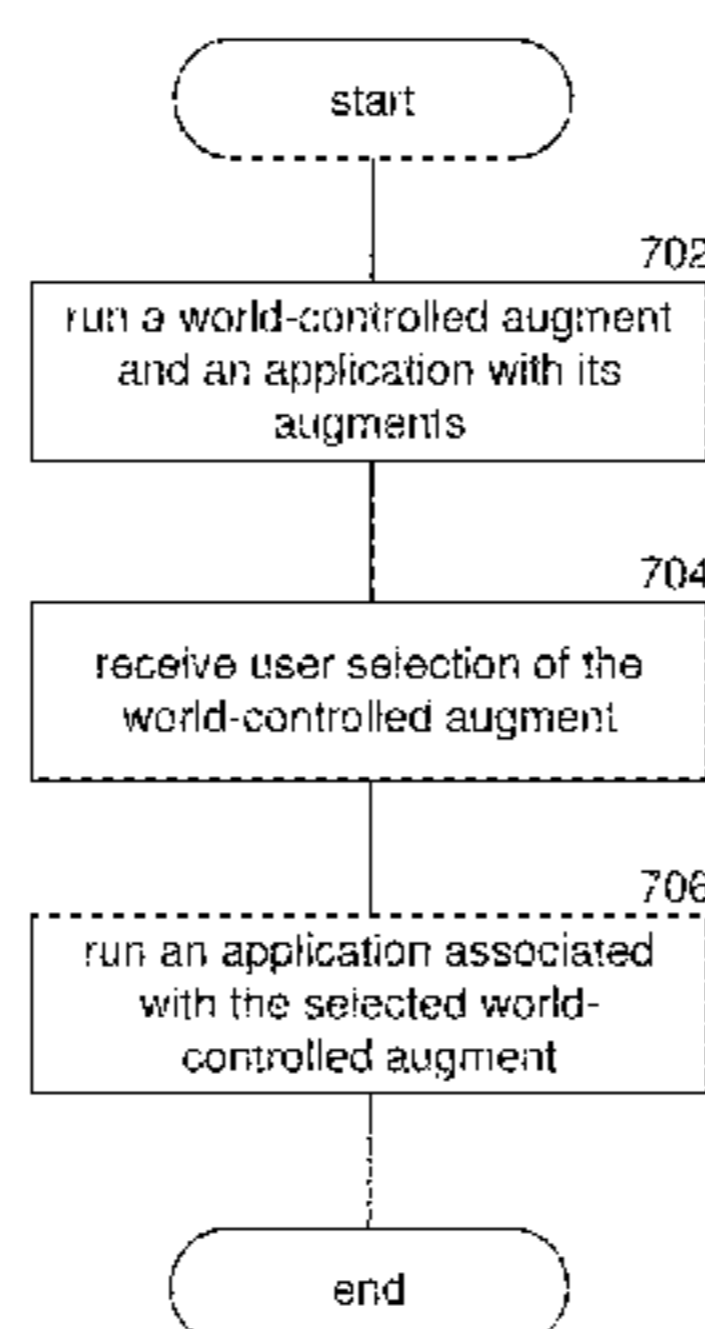 start
702
run a world-controlled augment
and an application with its
augments
704
receive user selection of the
world-controlled augment
706
run an application associated
with the selected world-
controlled augment
end